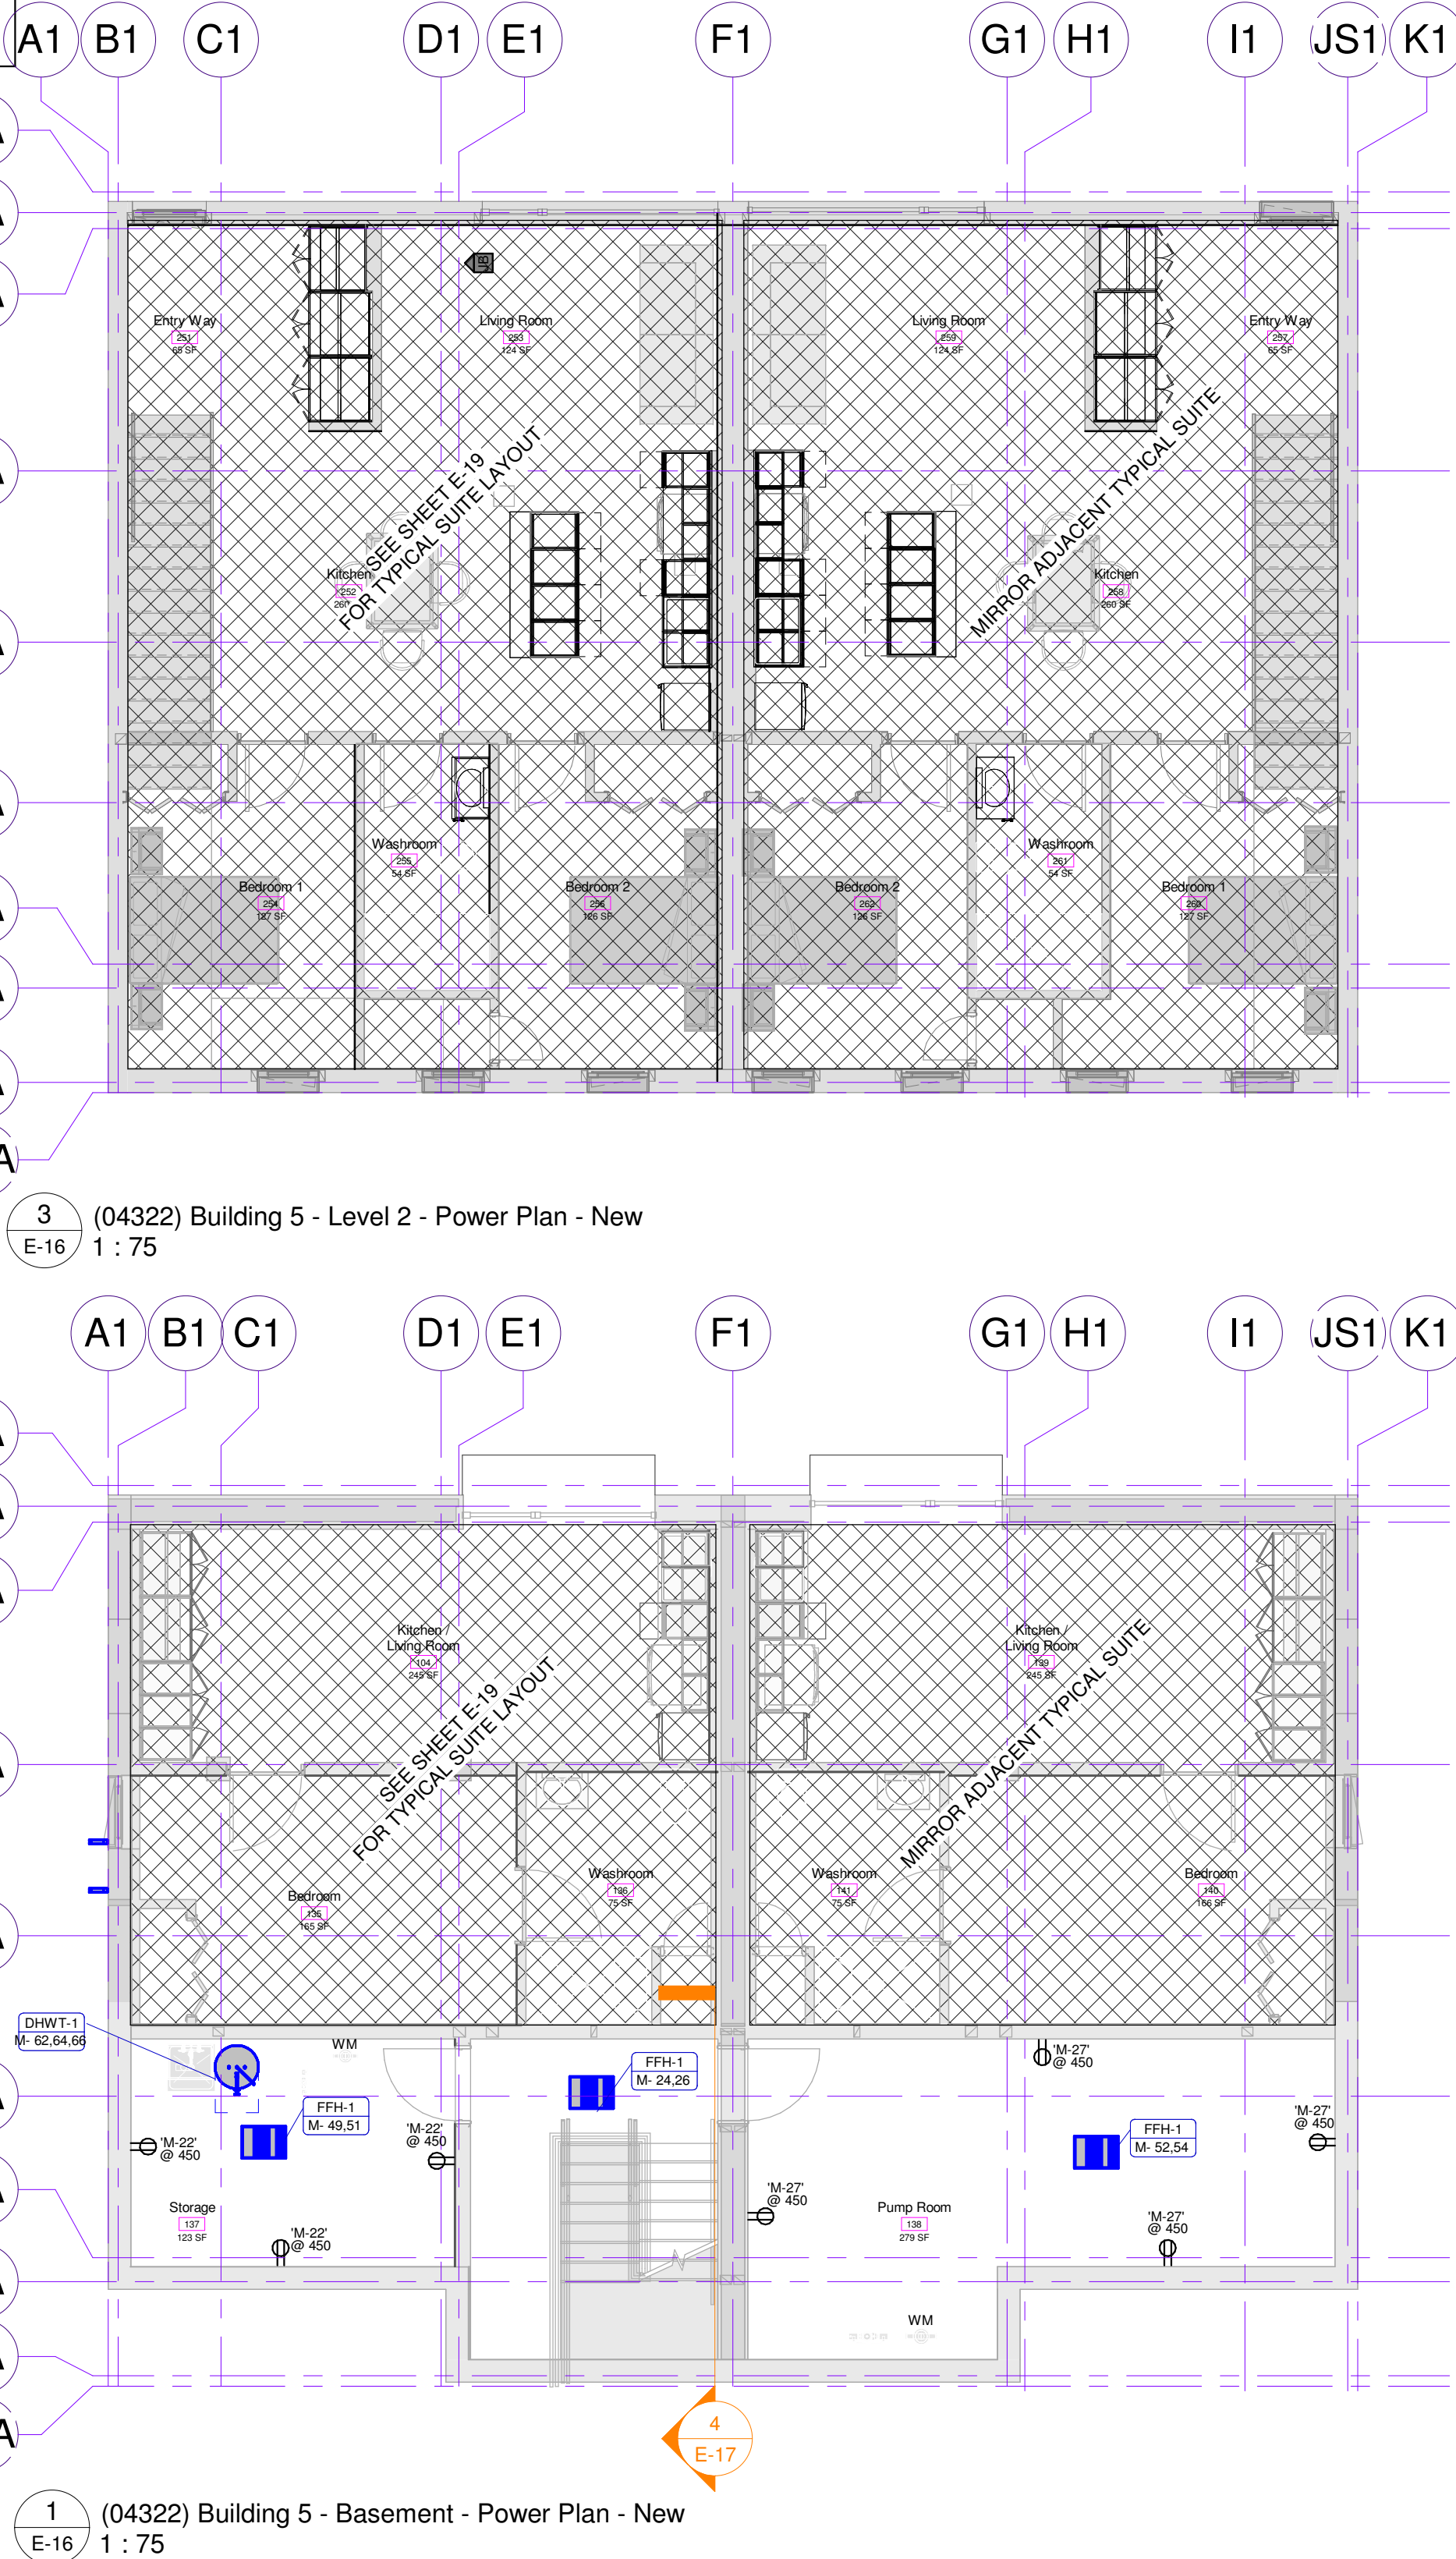 A1 B1 C1 D1 E1 F1 G1 H1 I1 JS1 K1
JB
Entry Way
251
65 SF
Living Room
253
124 SF
Living Room
259
124 SF
Entry Way
257
65 SF
SEE SHEET E-19
FOR TYPICAL SUITE LAYOUT
MIRROR ADJACENT TYPICAL SUITE
Kitchen
252
260
Kitchen
258
260 SF
Washroom
255
54 SF
Washroom
261
54 SF
Bedroom 1
254
Bedroom 2
256
126 SF
Bedroom 2
262
126 SF
Bedroom 1
260
127 SF
A
3
E-16
(04322) Building 5 - Level 2 - Power Plan - New
1 : 75
A1 B1 C1 D1 E1 F1 G1 H1 I1 JS1 K1
Kitchen /
Living Room
104
245 SF
Kitchen /
Living Room
139
245 SF
SEE SHEET E-19
FOR TYPICAL SUITE LAYOUT
MIRROR ADJACENT TYPICAL SUITE
Washroom
136
75 SF
Washroom
141
75 SF
Bedroom
135
165 SF
Bedroom
140
166 SF
DHWT-1
M- 62,64,66
WM
FFH-1
M- 24,26
'M-27'
@ 450
FFH-1
M- 49,51
'M-22'
@ 450
'M-22'
@ 450
FFH-1
M- 52,54
'M-27'
@ 450
'M-27'
@ 450
Storage
137
123 SF
'M-22'
@ 450
Pump Room
138
279 SF
'M-27'
@ 450
WM
A
4
E-17
1
E-16
(04322) Building 5 - Basement - Power Plan - New
1 : 75